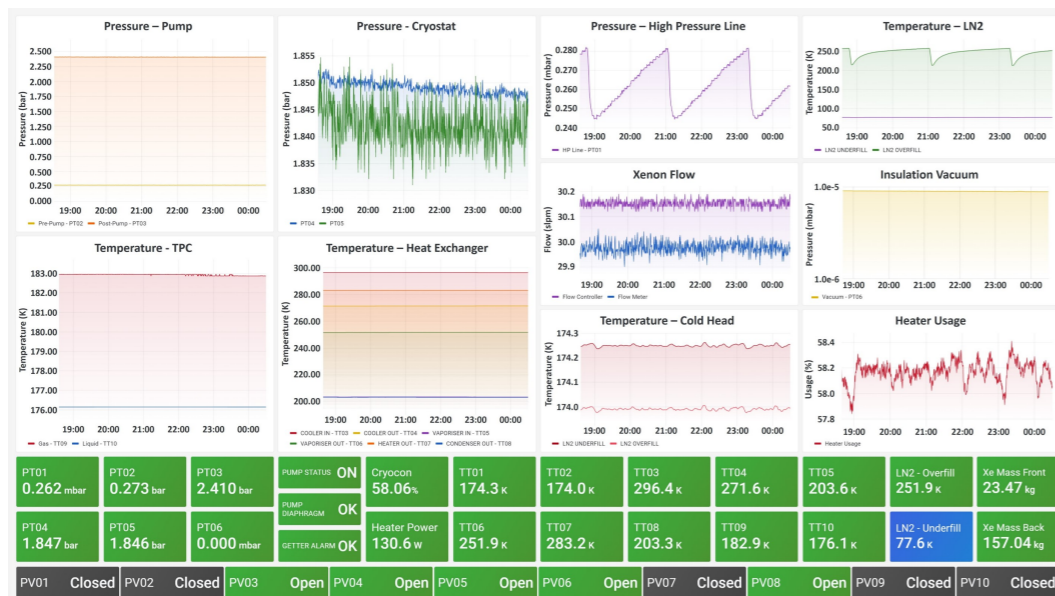 Pressure – Pump
2.500
2.250
2.000
1.750
1.500
1.250
1.000
0.750
0.500
0.250
0.000
Pressure (bar)
19:00 20:00 21:00 22:00 23:00 00:00
Pre-Pump - PT02 Post-Pump - PT03
Pressure - Cryostat
1.855
1.850
1.845
1.840
1.835
1.830
Pressure (bar)
19:00 20:00 21:00 22:00 23:00 00:00
PT04 PT05
Pressure – High Pressure Line
0.280
0.270
0.260
0.250
0.240
Pressure (mbar)
19:00 20:00 21:00 22:00 23:00 00:00
HP Line - PT01
Temperature – LN2
250.0
200.0
150.0
100.0
50.0
Temperature (K)
19:00 20:00 21:00 22:00 23:00 00:00
LN2 UNDERFILL LN2 OVERFILL
Xenon Flow
30.2
30.1
30.0
29.9
Flow (slpm)
19:00 20:00 21:00 22:00 23:00 00:00
Flow Controller Flow Meter
Insulation Vacuum
1.0e-5
1.0e-6
Pressure (mbar)
19:00 20:00 21:00 22:00 23:00 00:00
Vacuum - PT06
Temperature - TPC
183.00
182.00
181.00
180.00
179.00
178.00
177.00
176.00
Temperature (K)
19:00 20:00 21:00 22:00 23:00 00:00
Gas - TT09 Liquid - TT10
Temperature – Heat Exchanger
300.00
280.00
260.00
240.00
220.00
200.00
Temperature (K)
19:00 20:00 21:00 22:00 23:00 00:00
COOLER IN - TT03 COOLER OUT - TT04 VAPORISER IN - TT05
VAPORISER OUT - TT06 HEATER OUT - TT07 CONDENSER OUT - TT08
Temperature – Cold Head
174.3
174.2
174.1
174.0
Temperature (K)
19:00 20:00 21:00 22:00 23:00 00:00
LN2 UNDERFILL LN2 OVERFILL
Heater Usage
58.4
58.2
58.0
57.8
Usage (%)
19:00 20:00 21:00 22:00 23:00 00:00
Heater Usage
PT01 0.262 mbar
PT02 0.273 bar
PT03 2.410 bar
PUMP STATUS ON
PUMP DIAPHRAGM OK
GETTER ALARM OK
Cryocon 58.06%
TT01 174.3 K
TT02 174.0 K
TT03 296.4 K
TT04 271.6 K
TT05 203.6 K
LN2 - Overfill 251.9 K
Xe Mass Front 23.47 kg
PT04 1.847 bar
PT05 1.846 bar
PT06 0.000 mbar
Heater Power 130.6 W
TT06 251.9 K
TT07 283.2 K
TT08 203.3 K
TT09 182.9 K
TT10 176.1 K
LN2 - Underfill 77.6 K
Xe Mass Back 157.04 kg
PV01 Closed PV02 Closed PV03 Open PV04 Open PV05 Open PV06 Open PV07 Closed PV08 Open PV09 Closed PV10 Closed